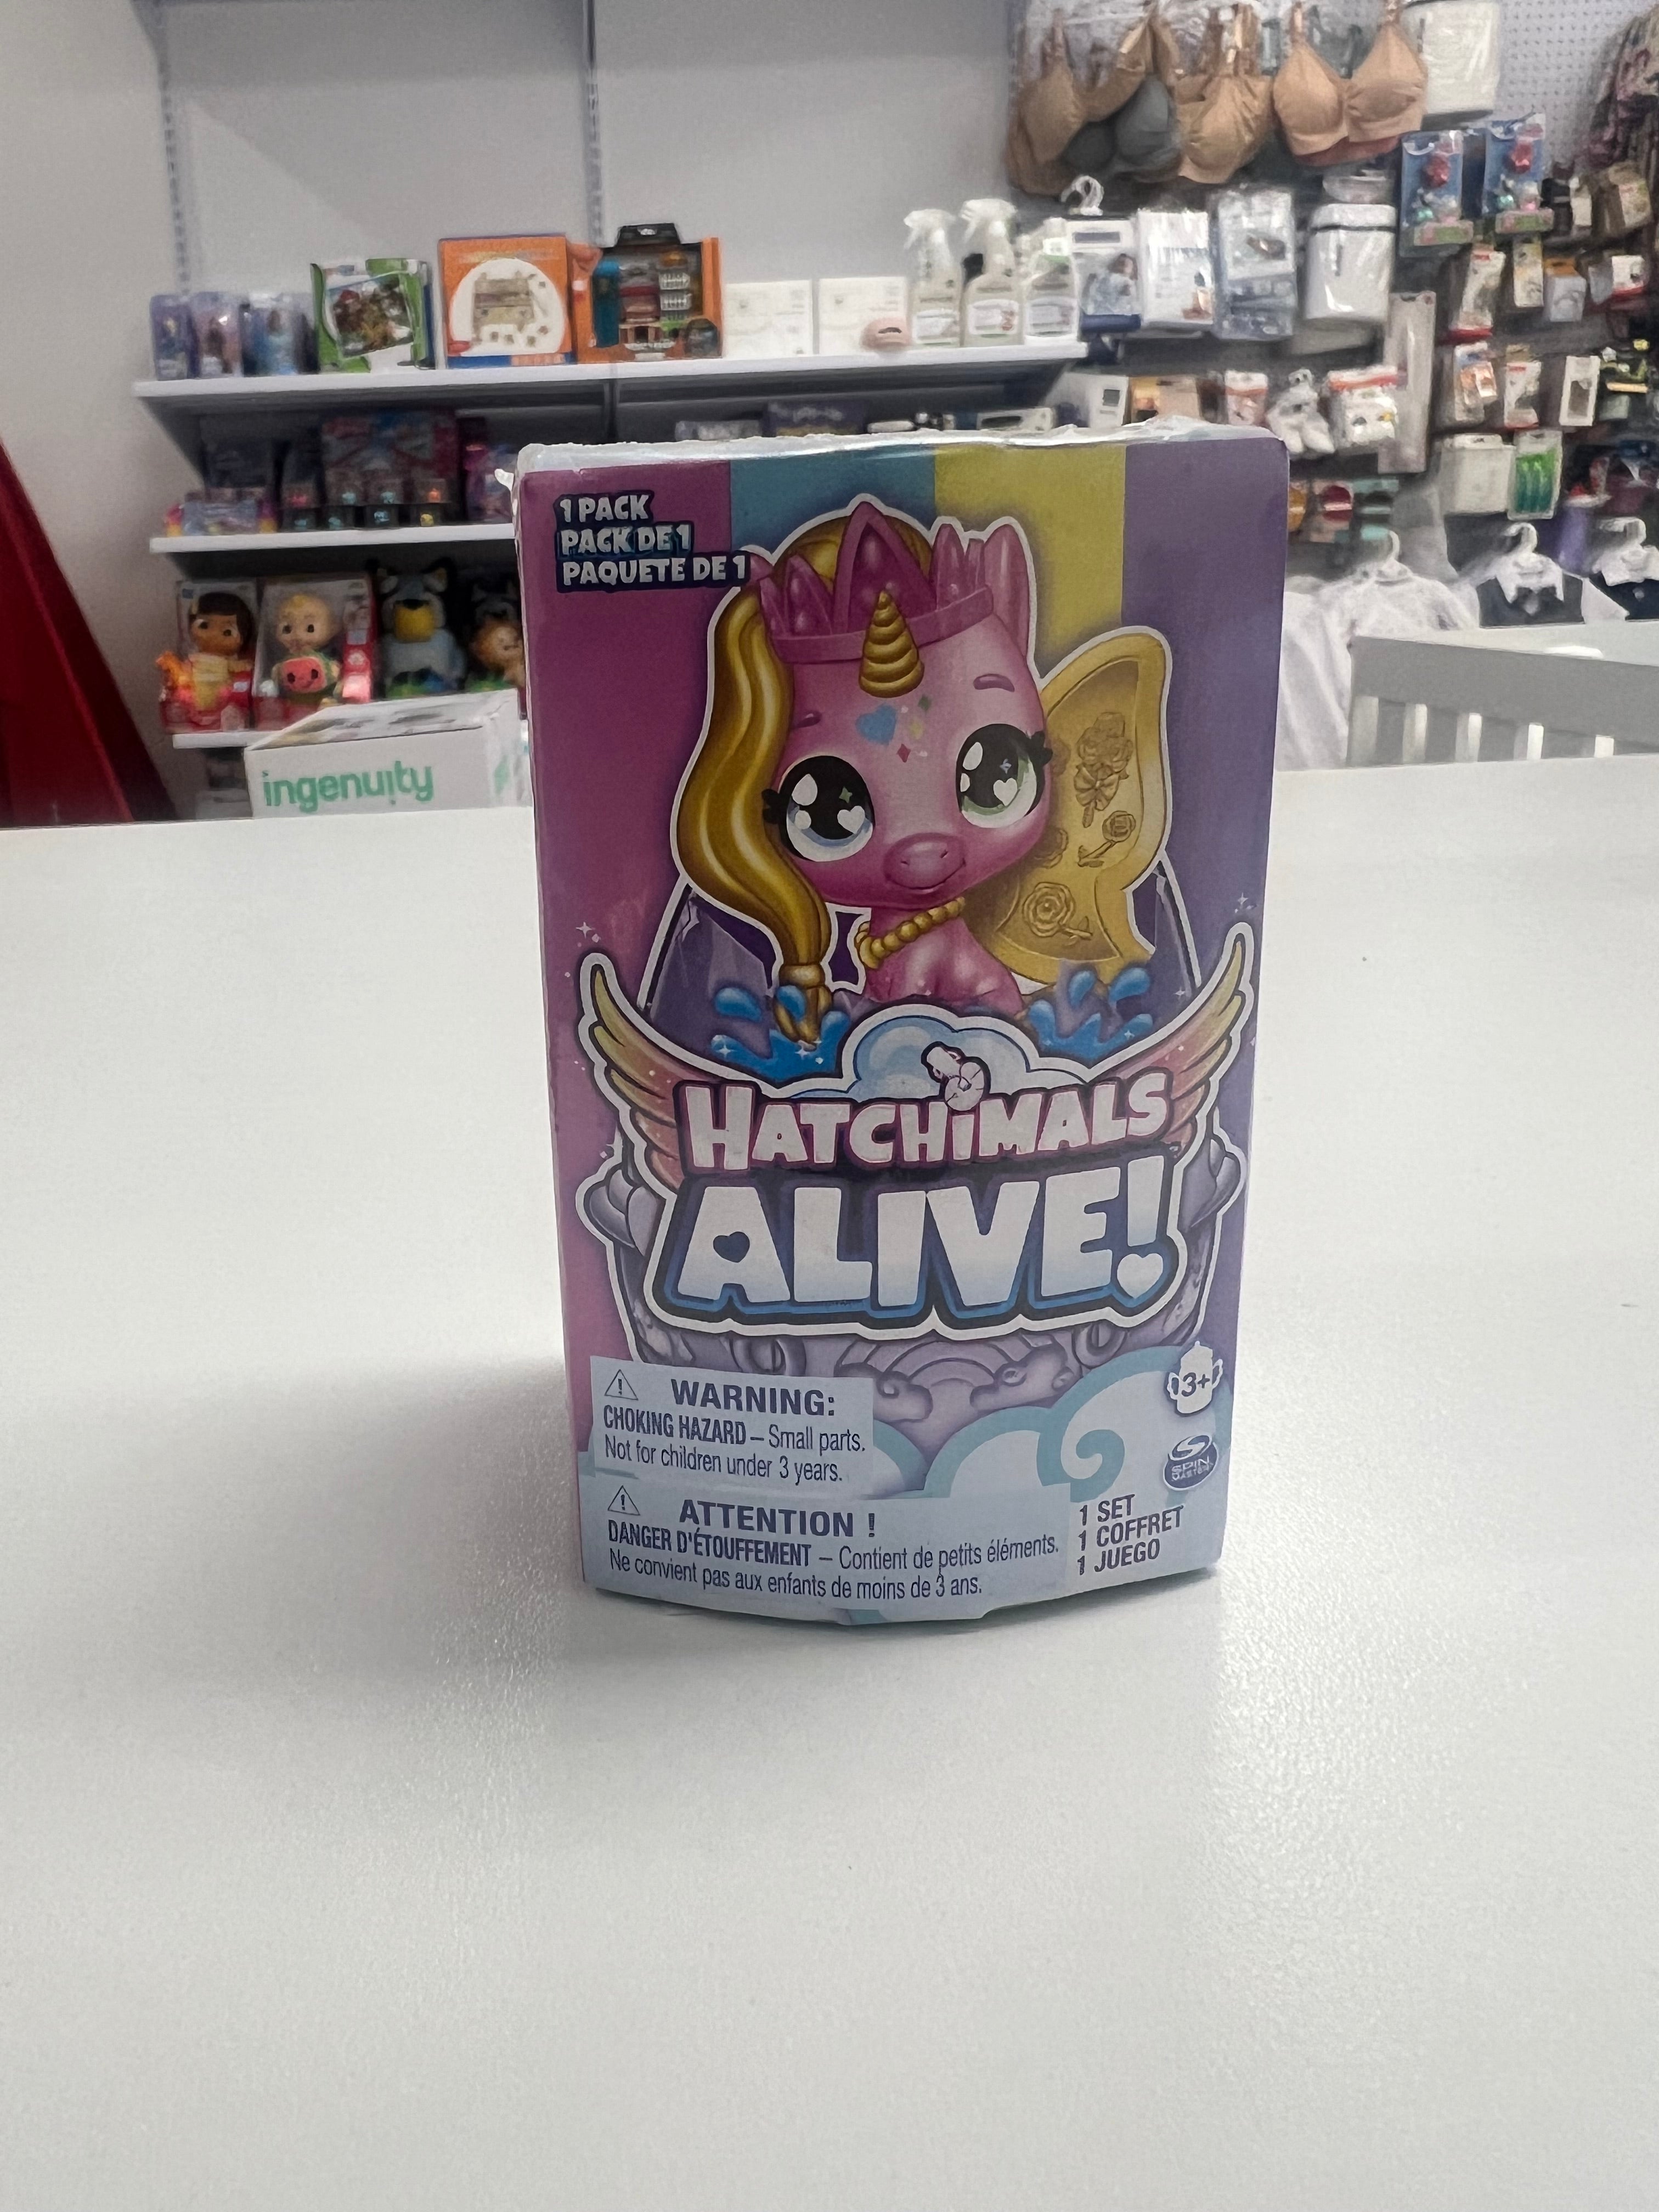 1 PACK
PACK DE 1
PAQUETE DE 1
ingenuity
HATCHiMALS
ALIVE!
WARNING:
CHOKING HAZARD – Small parts.
Not for children under 3 years.
3+
SPIN
MASTER
ATTENTION !
DANGER D'ÉTOUFFEMENT – Contient de petits éléments.
Ne convient pas aux enfants de moins de 3 ans.
1 SET
1 COFFRET
1 JUEGO